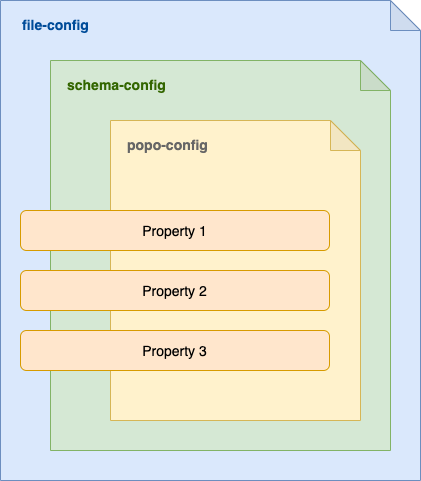 file-config
schema-config
popo-config
Property 1
Property 2
Property 3